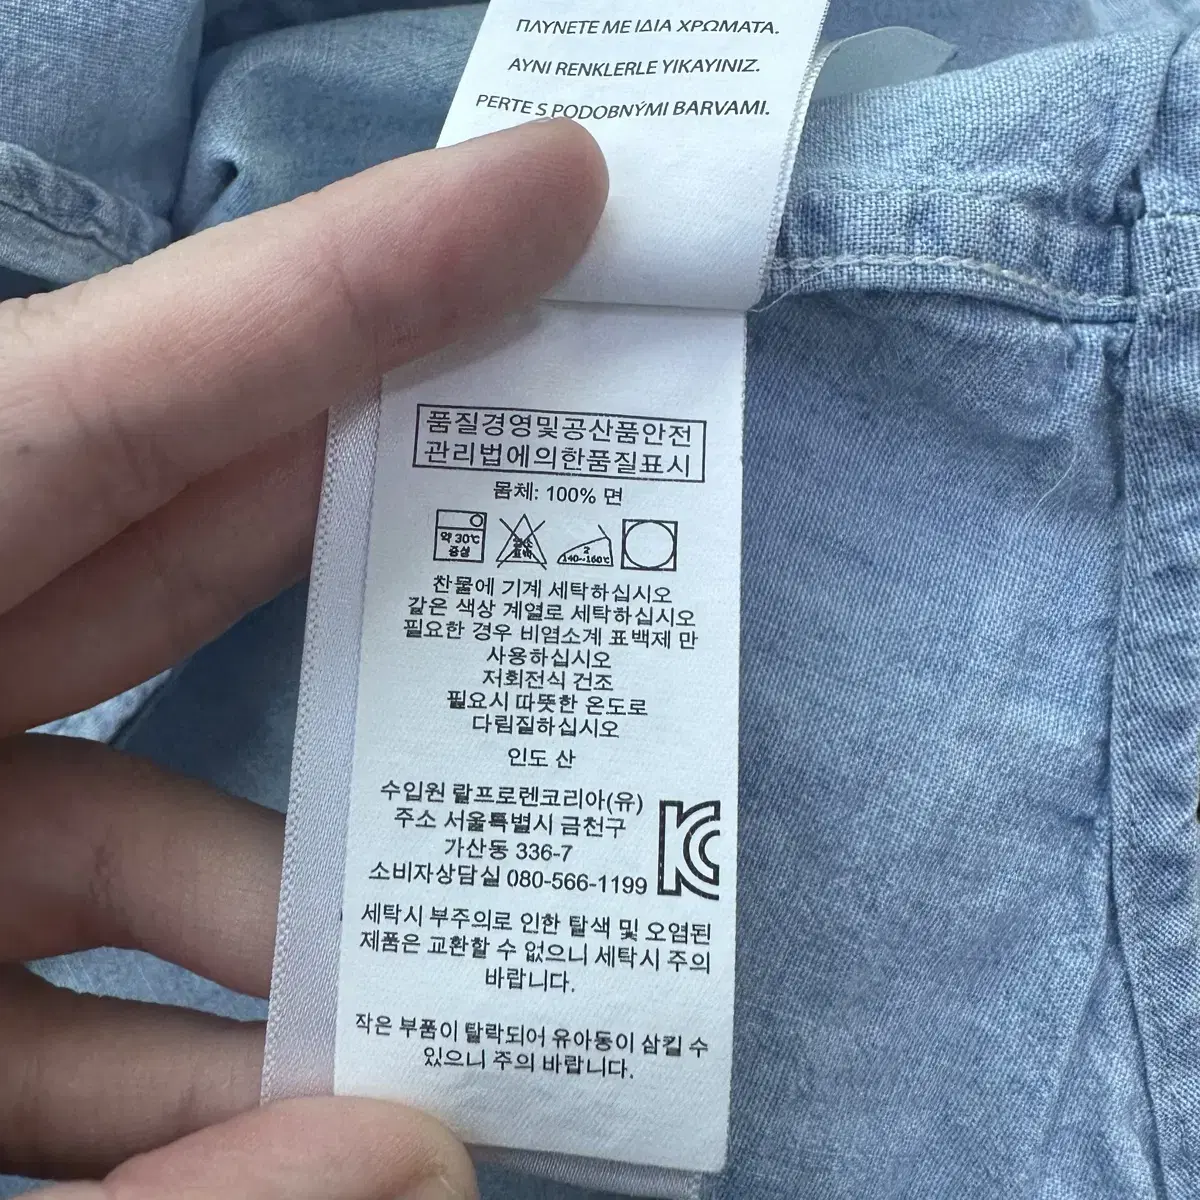 ΠΛΥΝΕΤΕ ΜΕ ΙΔΙΑ ΧΡΩΜΑΤΑ.
AYNI RENKLERLE YIKAYINIZ.
PERTE S PODOBNÝMI BARVAMI.
품질경영및공산품안전
관리법에의한품질표시
몸체: 100% 면
약 30℃
중성
염소
표백
2
140~160℃
찬물에 기계 세탁하십시오
같은 색상 계열로 세탁하십시오
필요한 경우 비염소계 표백제 만
사용하십시오
저회전식 건조
필요시 따뜻한 온도로
다림질하십시오
인도 산
수입원 랄프로렌코리아(유)
주소 서울특별시 금천구
가산동 336-7
소비자상담실 080-566-1199
세탁시 부주의로 인한 탈색 및 오염된
제품은 교환할 수 없으니 세탁시 주의
바랍니다.
작은 부품이 탈락되어 유아동이 삼킬 수
있으니 주의 바랍니다.